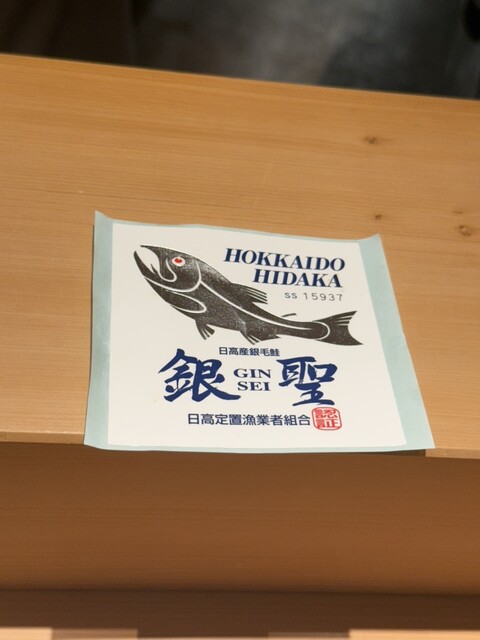 HOKKAIDO
HIDAKA
SS 15937
日高産銀毛鮭
銀聖
GIN
SEI
日高定置漁業者組合
認証